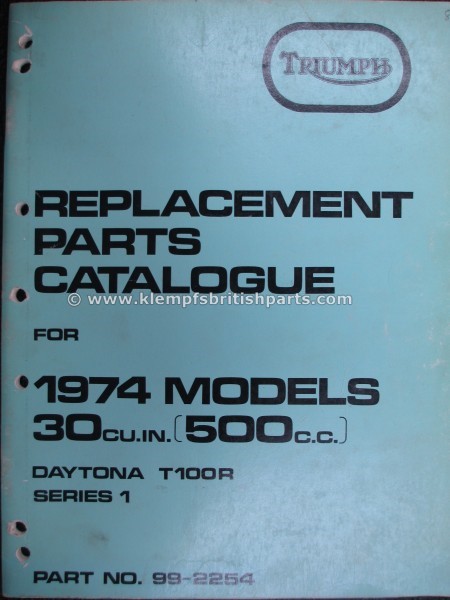 TRIUMPH
REPLACEMENT
PARTS
CATALOGUE
© www.klempfsbritishparts.com
FOR
1974 MODELS
30CU.IN.(500C.C.)
DAYTONA T100R
SERIES 1
PART NO. 99-2254